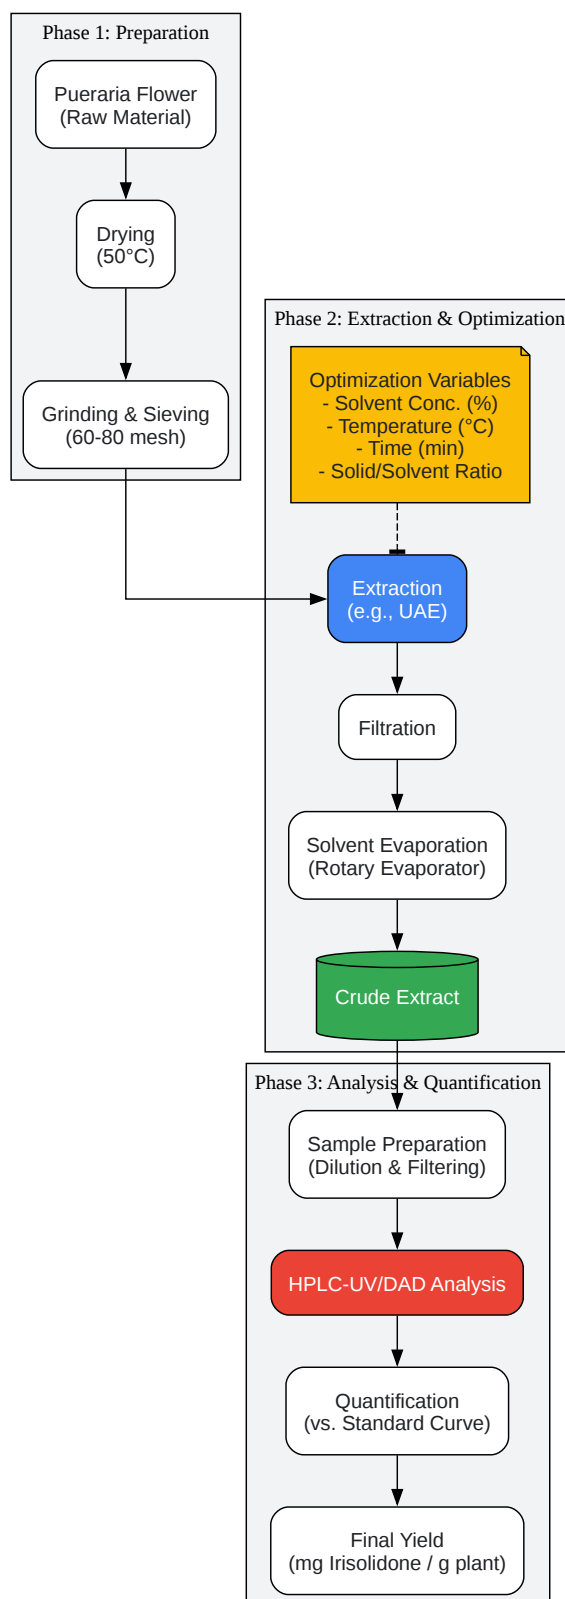 Phase 1: Preparation
Pueraria Flower
(Raw Material)
Drying
(50°C)
Grinding & Sieving
(60-80 mesh)
Phase 2: Extraction & Optimization
Optimization Variables
- Solvent Conc. (%)
- Temperature (°C)
- Time (min)
- Solid/Solvent Ratio
Extraction
(e.g., UAE)
Filtration
Solvent Evaporation
(Rotary Evaporator)
Crude Extract
Phase 3: Analysis & Quantification
Sample Preparation
(Dilution & Filtering)
HPLC-UV/DAD Analysis
Quantification
(vs. Standard Curve)
Final Yield
(mg Irisolidone / g plant)